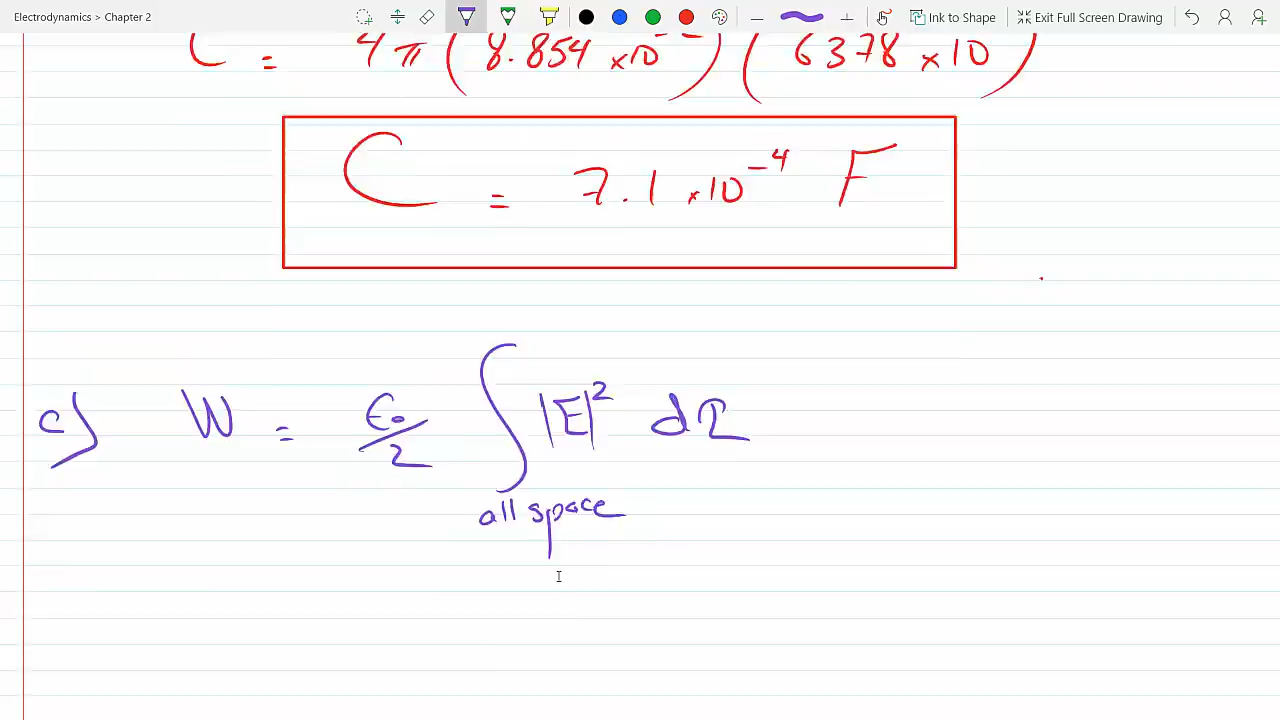 Electrodynamics > Chapter 2
Ink to Shape
Exit Full Screen Drawing
C = 4π (8.854 ×10 ) (6378 ×10 )
C = 7.1 ×10⁻⁴ F
c) W = ε₀/2 ∫ |E|² dτ
all space